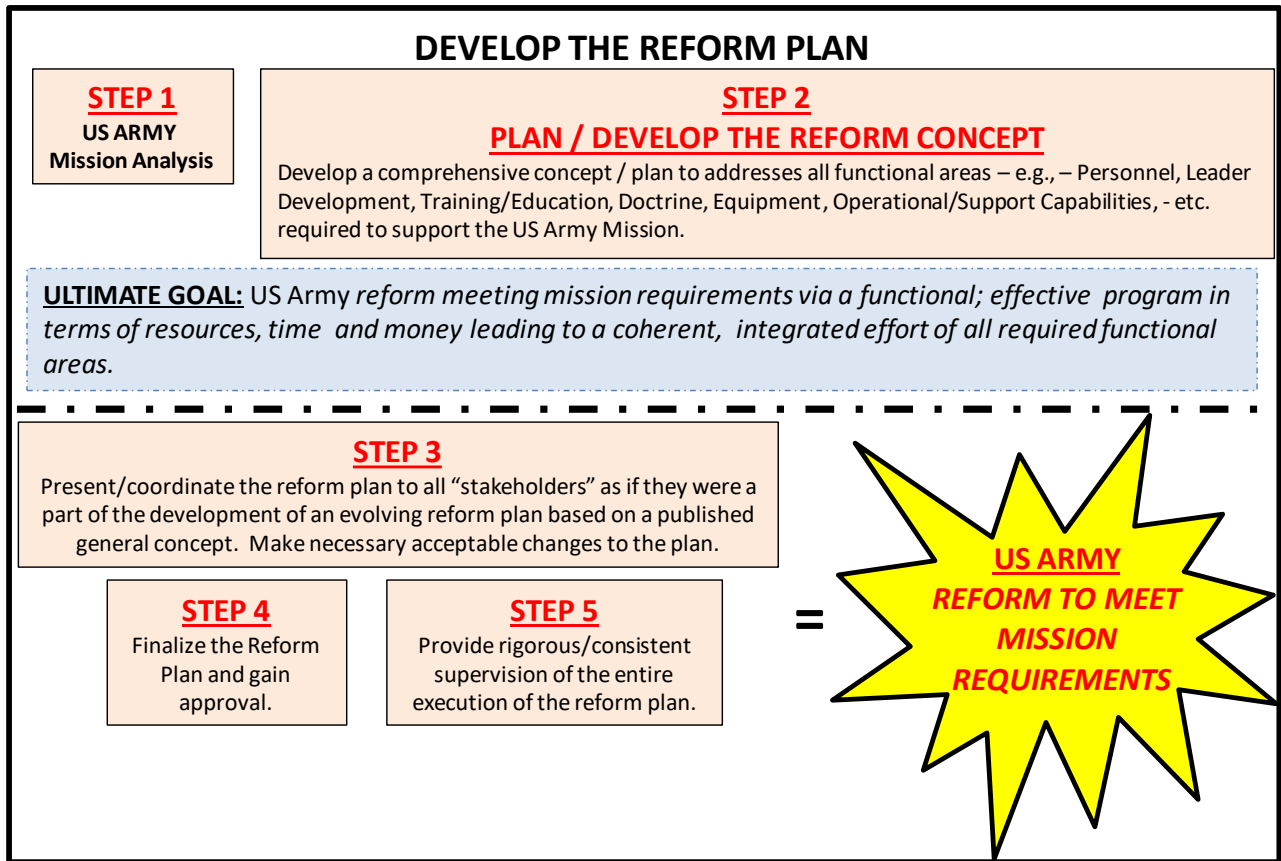 DEVELOP THE REFORM PLAN
STEP 1
US ARMY
Mission Analysis
STEP 2
PLAN / DEVELOP THE REFORM CONCEPT
Develop a comprehensive concept / plan to addresses all functional areas – e.g., – Personnel, Leader
Development, Training/Education, Doctrine, Equipment, Operational/Support Capabilities, - etc.
required to support the US Army Mission.
ULTIMATE GOAL: US Army reform meeting mission requirements via a functional; effective program in
terms of resources, time and money leading to a coherent, integrated effort of all required functional
areas.
STEP 3
Present/coordinate the reform plan to all “stakeholders” as if they were a
part of the development of an evolving reform plan based on a published
general concept. Make necessary acceptable changes to the plan.
STEP 4
Finalize the Reform
Plan and gain
approval.
STEP 5
Provide rigorous/consistent
supervision of the entire
execution of the reform plan.
=
US ARMY
REFORM TO MEET
MISSION
REQUIREMENTS